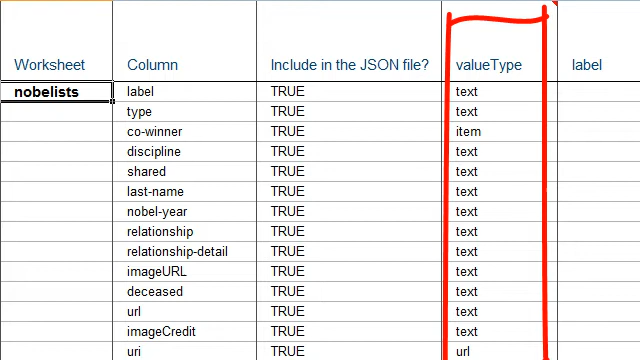 Worksheet Column Include in the JSON file? valueType label
nobelists label TRUE text
type TRUE text
co-winner TRUE item
discipline TRUE text
shared TRUE text
last-name TRUE text
nobel-year TRUE text
relationship TRUE text
relationship-detail TRUE text
imageURL TRUE text
deceased TRUE text
url TRUE text
imageCredit TRUE text
uri TRUE url